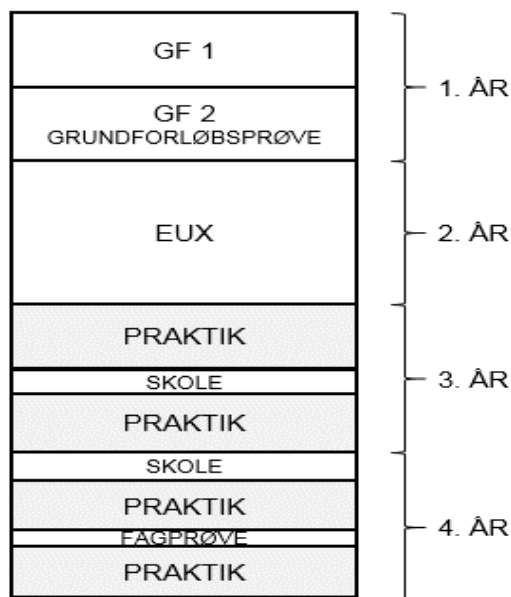 GF 1
GF 2
GRUNDFORLØBSPRØVE
1. ÅR
EUX
2. ÅR
PRAKTIK
SKOLE
PRAKTIK
3. ÅR
SKOLE
PRAKTIK
FAGPRØVE
PRAKTIK
4. ÅR